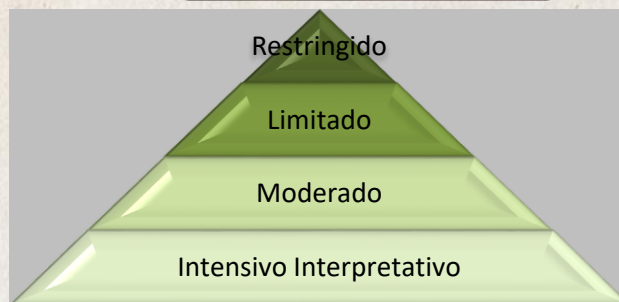 Restringido
Limitado
Moderado
Intensivo Interpretativo